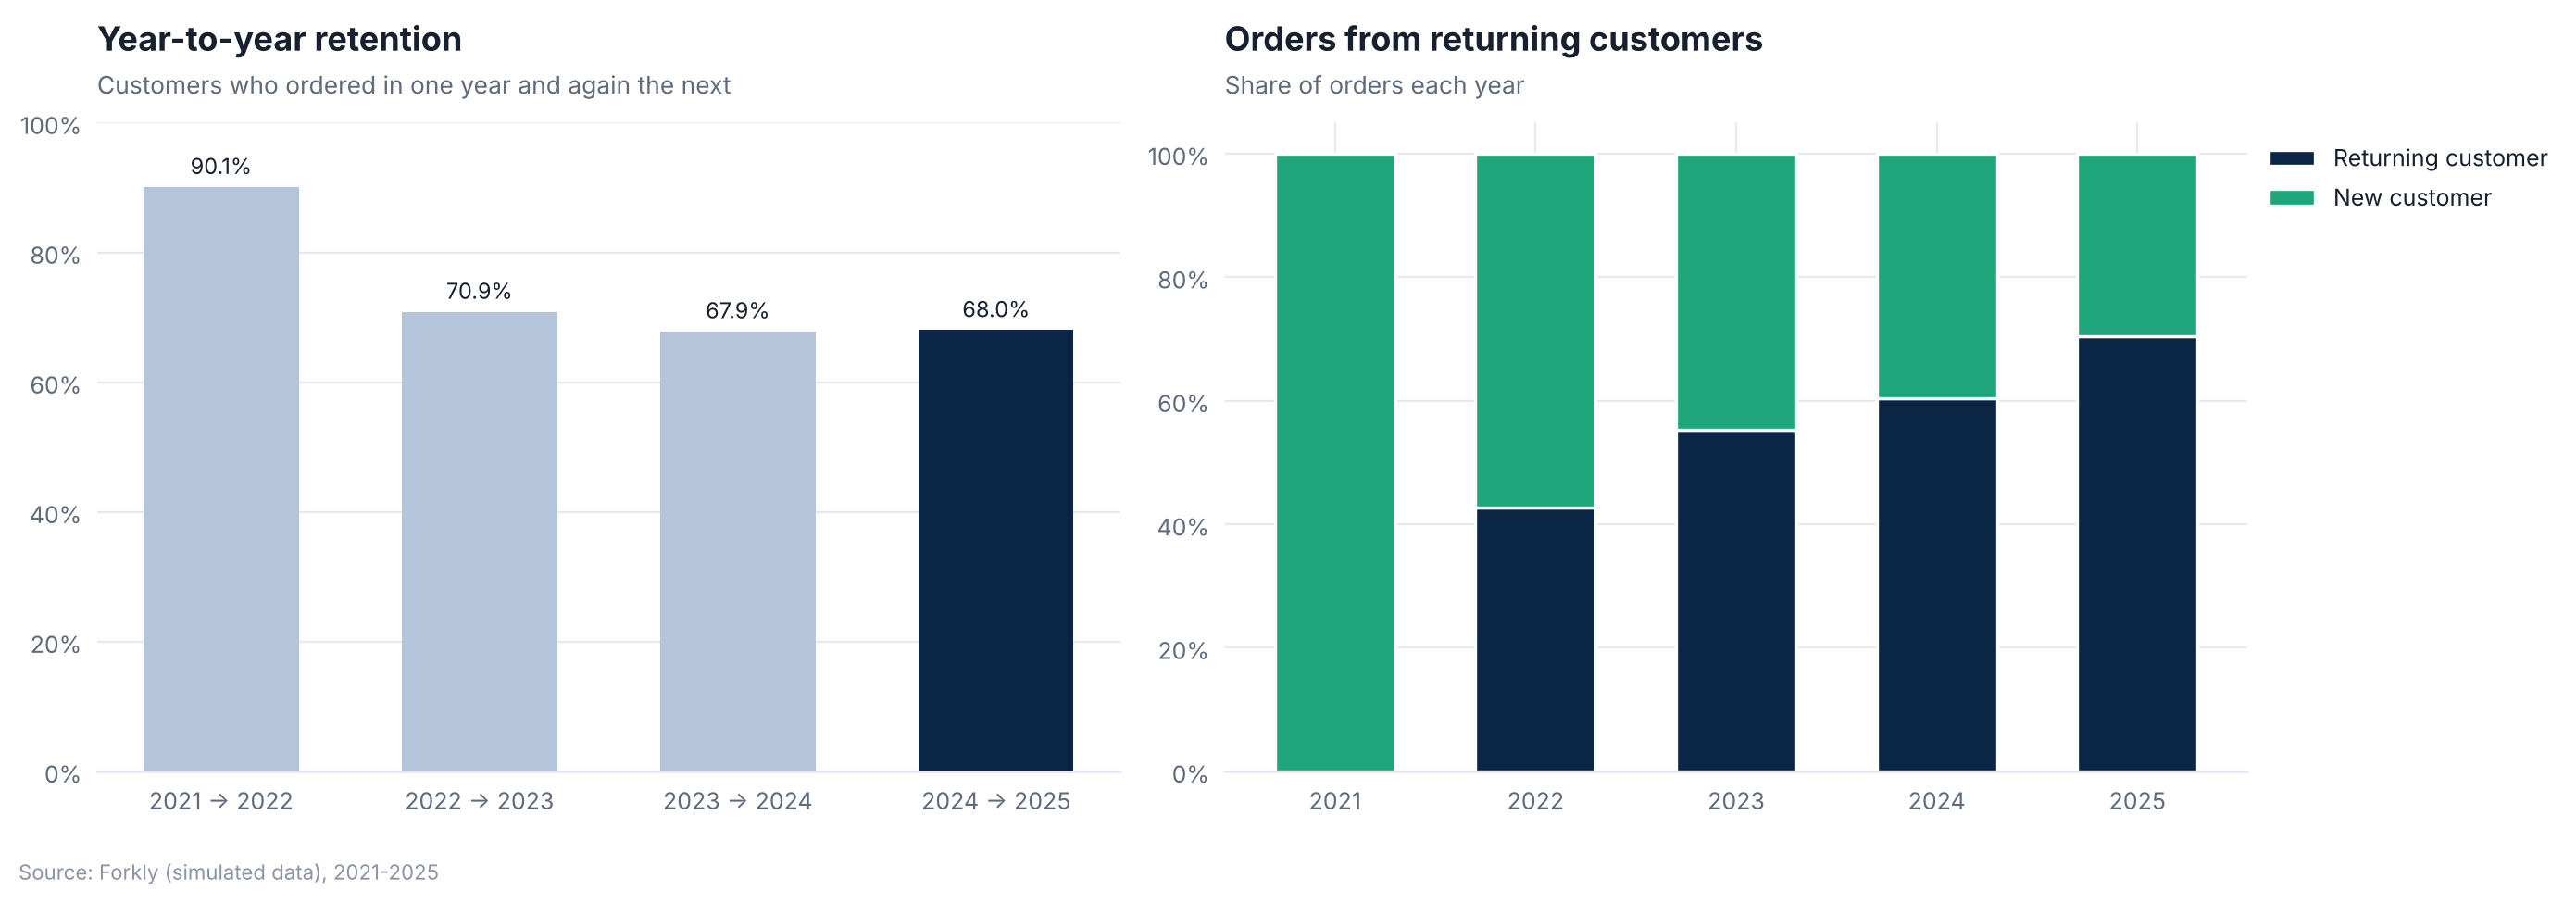 Year-to-year retention
Customers who ordered in one year and again the next
100%
80%
60%
40%
20%
0%
90.1%
70.9%
67.9%
68.0%
2021 → 2022
2022 → 2023
2023 → 2024
2024 → 2025
Orders from returning customers
Share of orders each year
100%
80%
60%
40%
20%
0%
2021
2022
2023
2024
2025
Returning customer
New customer
Source: Forkly (simulated data), 2021-2025